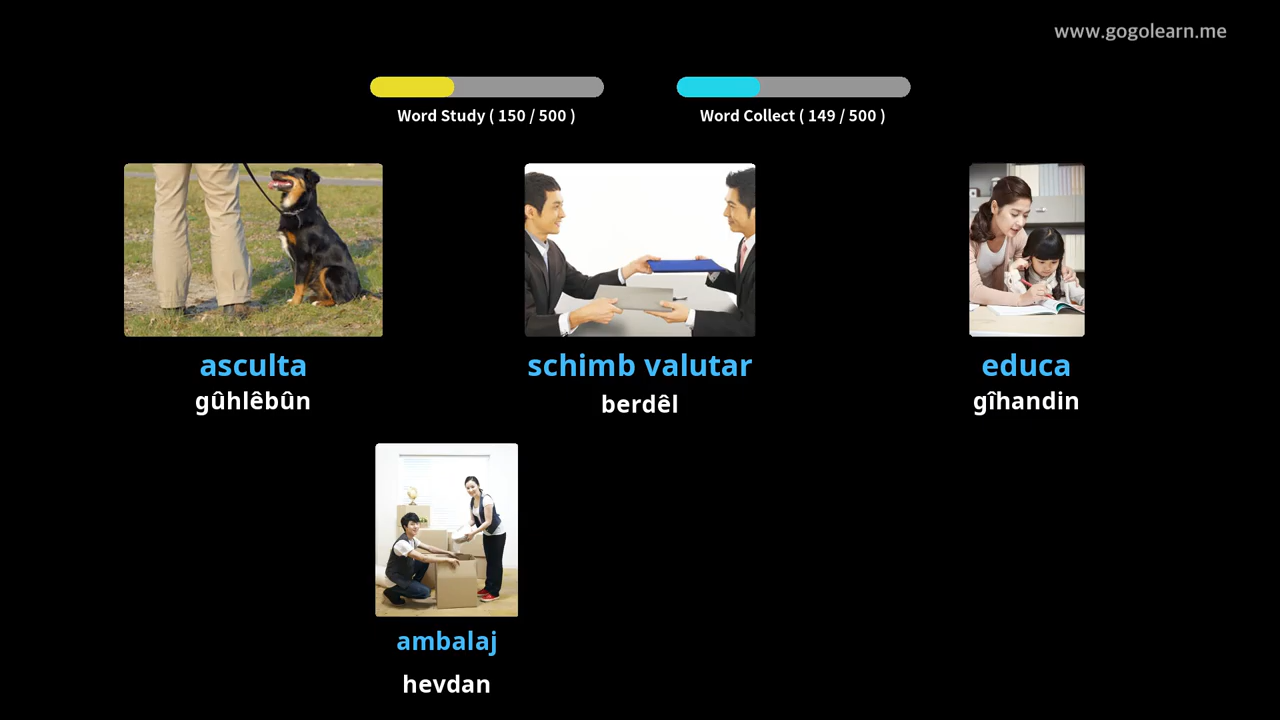 www.gogolearn.me
Word Study ( 150 / 500 )
Word Collect ( 149 / 500 )
asculta
gûhlêbûn
schimb valutar
berdêl
educa
gîhandin
ambalaj
hevdan